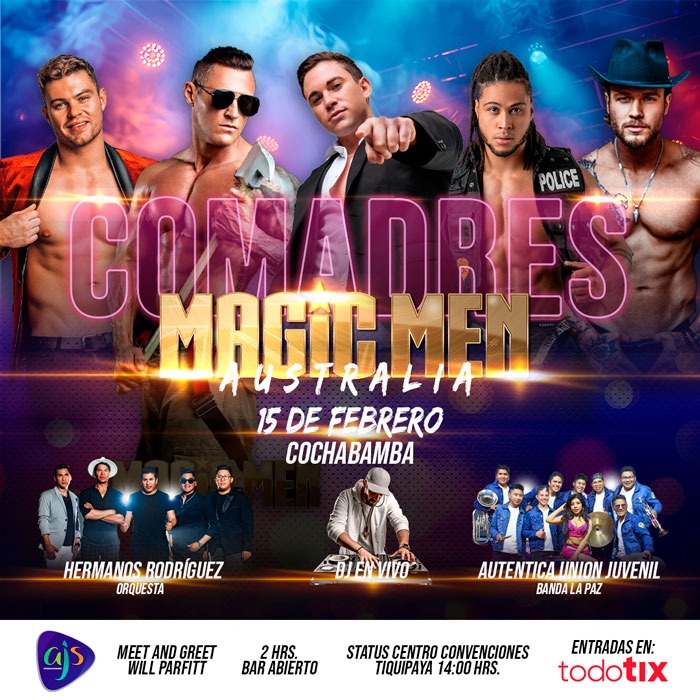 POLICE
COMADRES
MAGIC MEN
AUSTRALIA
15 DE FEBRERO
COCHABAMBA
MAGIC MEN
HERMANOS RODRÍGUEZ
ORQUESTA
DJ EN VIVO
AUTENTICA UNION JUVENIL
BANDA LA PAZ
ajs
MEET AND GREET
WILL PARFITT
2 HRS.
BAR ABIERTO
STATUS CENTRO CONVENCIONES
TIQUIPAYA 14:00 HRS.
ENTRADAS EN:
todotix